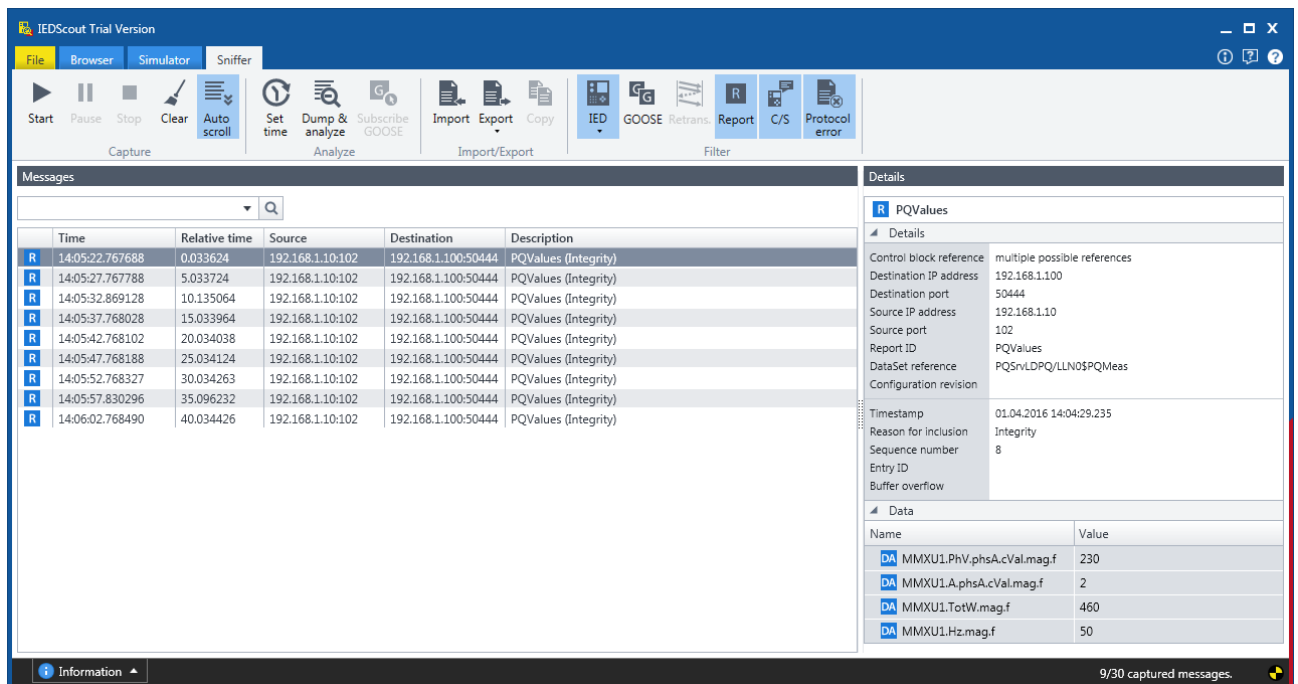 IEDScout Trial Version
File Browser Simulator Sniffer
Start Pause Stop Clear Auto scroll
Set time Dump & analyze Subscribe GOOSE
Import Export Copy
IED GOOSE Retrans. Report C/S Protocol error
Capture Analyze Import/Export Filter
Messages
Time Relative time Source Destination Description
R 14:05:22.767688 0.033624 192.168.1.10:102 192.168.1.100:50444 PQValues (Integrity)
R 14:05:27.767788 5.033724 192.168.1.10:102 192.168.1.100:50444 PQValues (Integrity)
R 14:05:32.869128 10.135064 192.168.1.10:102 192.168.1.100:50444 PQValues (Integrity)
R 14:05:37.768028 15.033964 192.168.1.10:102 192.168.1.100:50444 PQValues (Integrity)
R 14:05:42.768102 20.034038 192.168.1.10:102 192.168.1.100:50444 PQValues (Integrity)
R 14:05:47.768188 25.034124 192.168.1.10:102 192.168.1.100:50444 PQValues (Integrity)
R 14:05:52.768327 30.034263 192.168.1.10:102 192.168.1.100:50444 PQValues (Integrity)
R 14:05:57.830296 35.096232 192.168.1.10:102 192.168.1.100:50444 PQValues (Integrity)
R 14:06:02.768490 40.034426 192.168.1.10:102 192.168.1.100:50444 PQValues (Integrity)
Details
R PQValues
Details
Control block reference multiple possible references
Destination IP address 192.168.1.100
Destination port 50444
Source IP address 192.168.1.10
Source port 102
Report ID PQValues
DataSet reference PQSrvLDPQ/LLN0$PQMeas
Configuration revision
Timestamp 01.04.2016 14:04:29.235
Reason for inclusion Integrity
Sequence number 8
Entry ID
Buffer overflow
Data
Name Value
DA MMXU1.PhV.phsA.cVal.mag.f 230
DA MMXU1.A.phsA.cVal.mag.f 2
DA MMXU1.TotW.mag.f 460
DA MMXU1.Hz.mag.f 50
Information
9/30 captured messages.